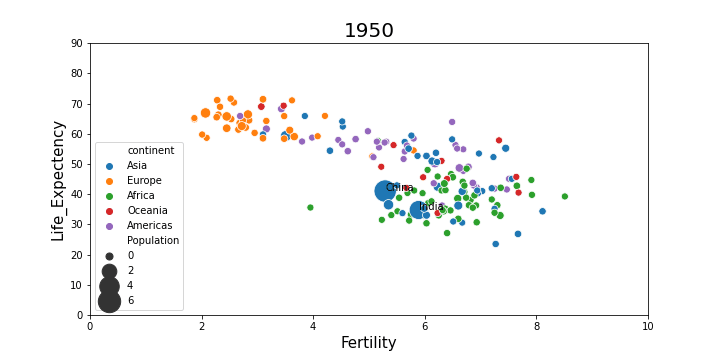 1950
90
80
70
60
50
40
30
20
10
0
Life_Expectency
continent
Asia
Europe
Africa
Oceania
Americas
Population
0
2
4
6
China
India
0
2
4
6
8
10
Fertility